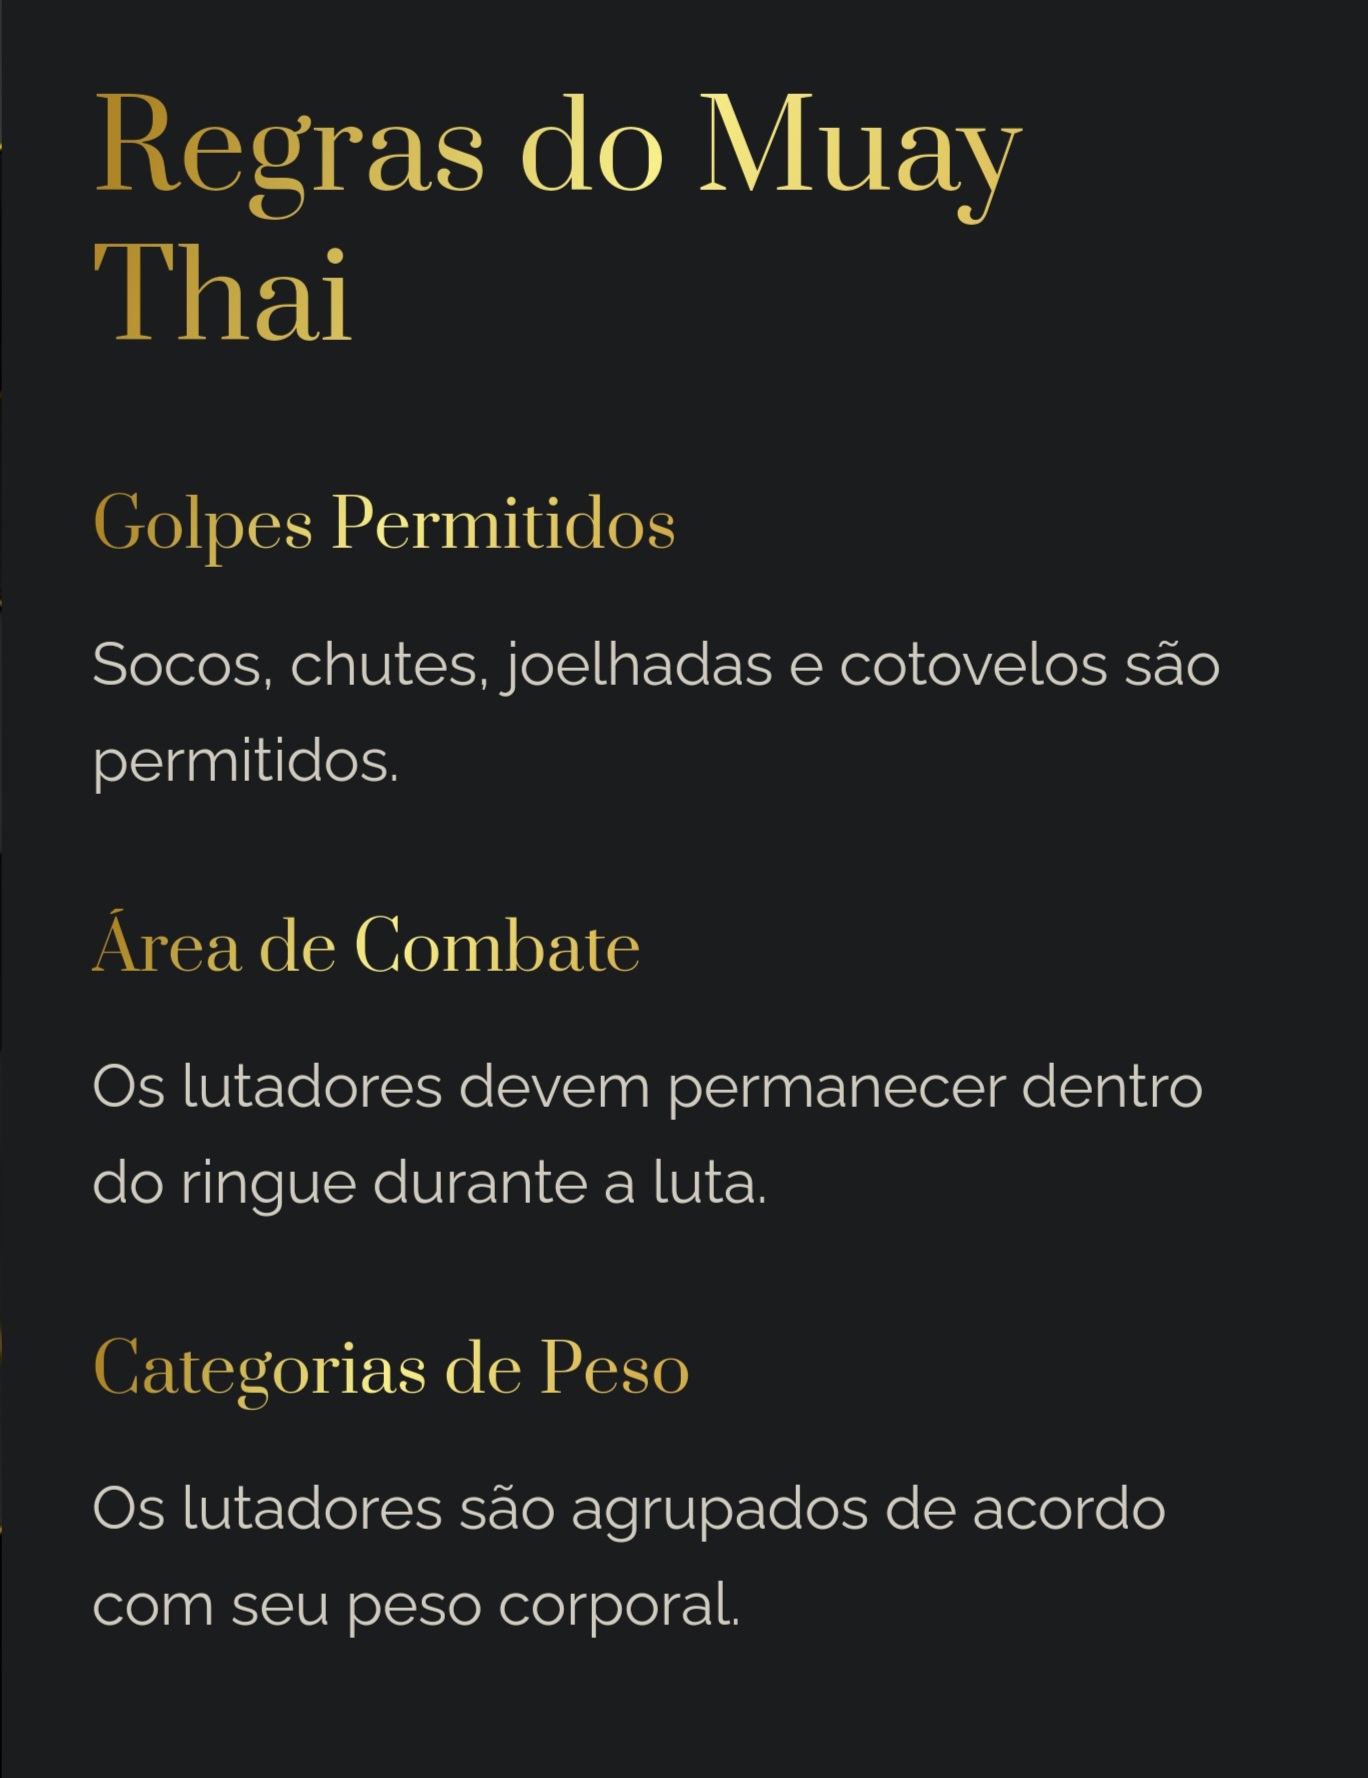 Regras do Muay
Thai
Golpes Permitidos
Socos, chutes, joelhadas e cotovelos são
permitidos.
Área de Combate
Os lutadores devem permanecer dentro
do ringue durante a luta.
Categorias de Peso
Os lutadores são agrupados de acordo
com seu peso corporal.